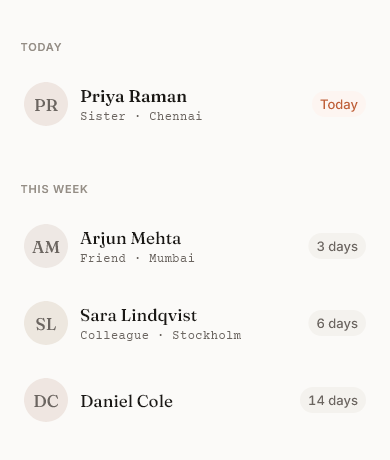 TODAY
PR
Priya Raman
Today
Sister · Chennai
THIS WEEK
AM
Arjun Mehta
3 days
Friend · Mumbai
SL
Sara Lindqvist
6 days
Colleague · Stockholm
DC
Daniel Cole
14 days